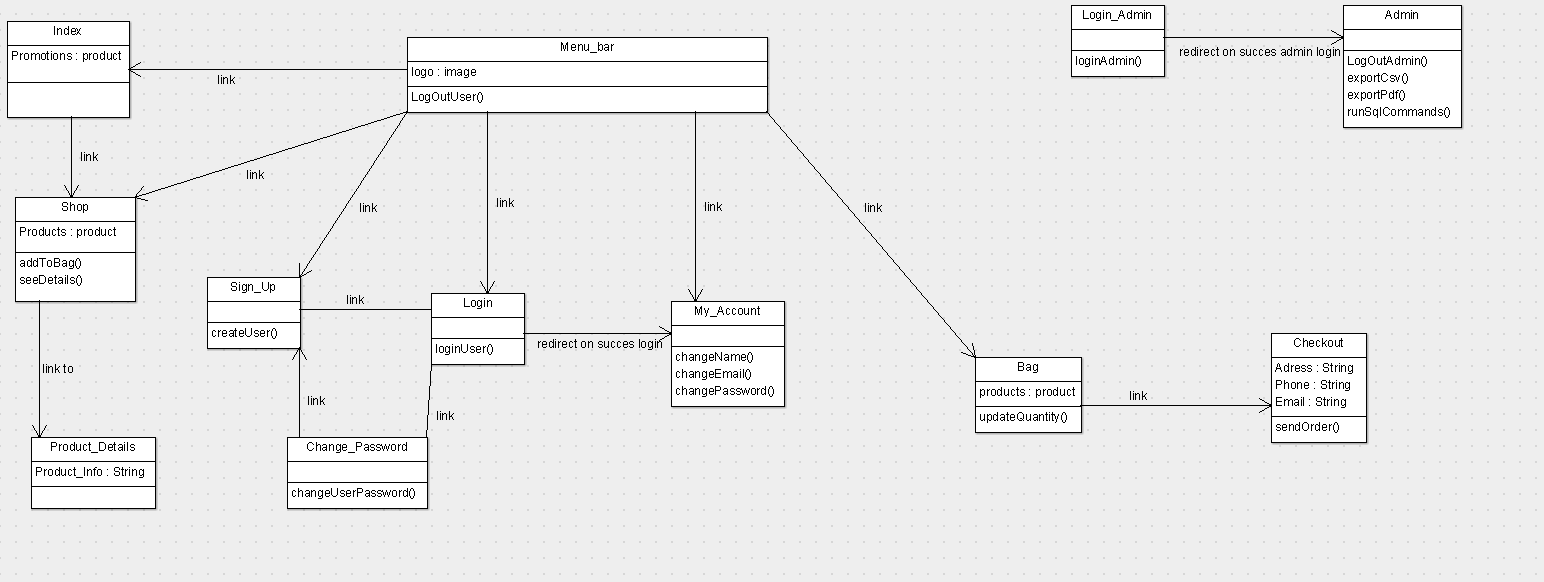 Index
Promotions : product
link
Menu_bar
logo : image
LogOutUser()
Login_Admin
loginAdmin()
redirect on succes admin login
Admin
LogOutAdmin()
exportCsv()
exportPdf()
runSqlCommands()
link
link
link
link
link
link
Shop
Products : product
addToBag()
seeDetails()
Sign_Up
createUser()
link
Login
loginUser()
redirect on succes login
My_Account
changeName()
changeEmail()
changePassword()
Bag
products : product
updateQuantity()
link
Checkout
Adress : String
Phone : String
Email : String
sendOrder()
link to
link
link
Product_Details
Product_Info : String
Change_Password
changeUserPassword()